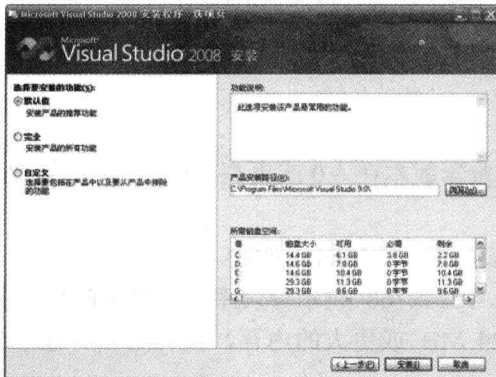 Microsoft Visual Studio 2008 安装程序 - 选项页
Microsoft
Visual Studio 2008 安装
选择要安装的功能(S):
默认值
安装产品的推荐功能
完全
安装产品的所有功能
自定义
选择要包括在产品中以及要从产品中排除
的功能
功能说明:
此选项安装该产品最常用的功能。
产品安装路径(P):
C:\Program Files\Microsoft Visual Studio 9.0\
浏览(W)...
所需磁盘空间:
卷 磁盘大小 可用 必需 剩余
C: 14.4 GB 6.1 GB 3.8 GB 2.2 GB
D: 14.6 GB 7.8 GB 0 字节 7.8 GB
E: 14.6 GB 10.4 GB 0 字节 10.4 GB
F: 29.3 GB 11.3 GB 0 字节 11.3 GB
G: 29.3 GB 9.6 GB 0 字节 9.6 GB
<上一步(P)
安装(I)
取消